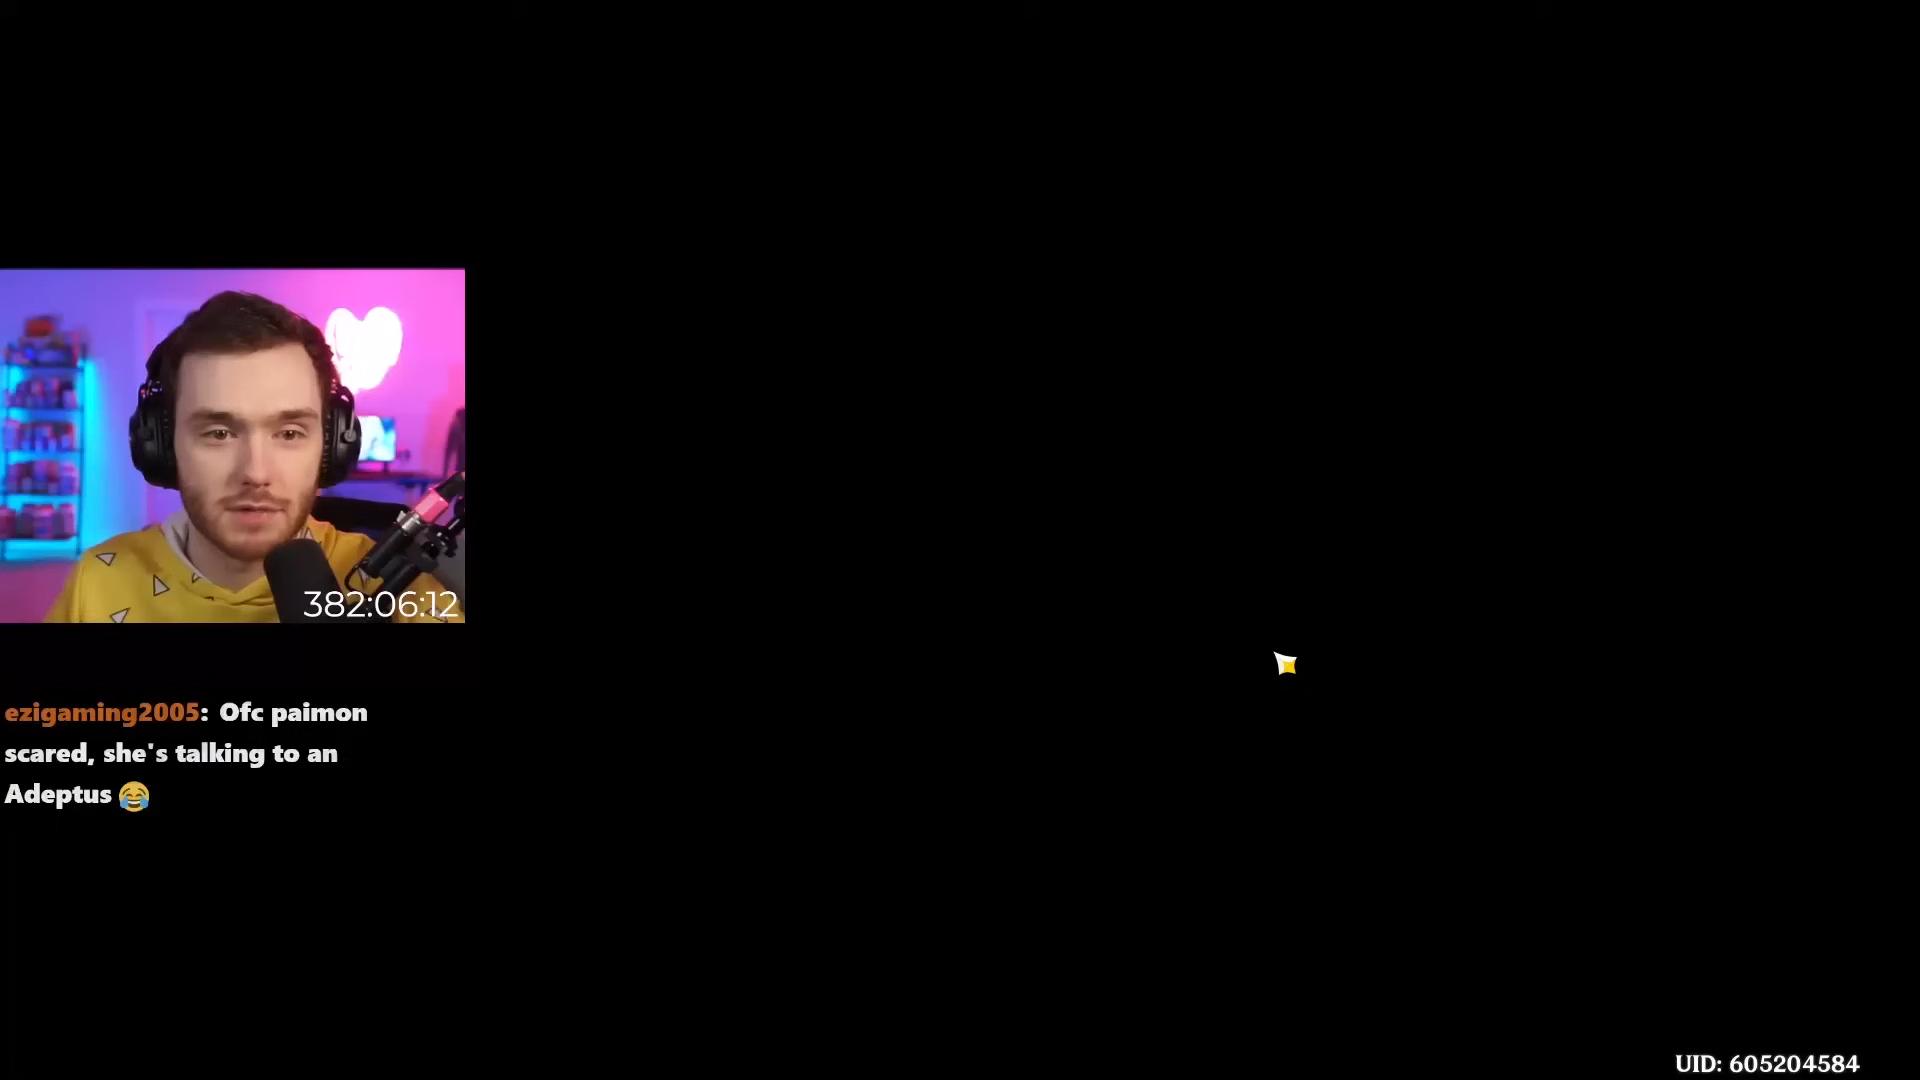 382:06:12
ezigaming2005: Ofc paimon
scared, she's talking to an
Adeptus 😂
UID: 605204584